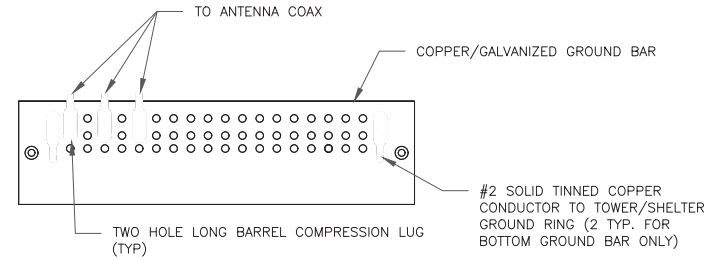 TO ANTENNA COAX
COPPER/GALVANIZED GROUND BAR
#2 SOLID TINNED COPPER
CONDUCTOR TO TOWER/SHELTER
GROUND RING (2 TYP. FOR
BOTTOM GROUND BAR ONLY)
TWO HOLE LONG BARREL COMPRESSION LUG
(TYP)